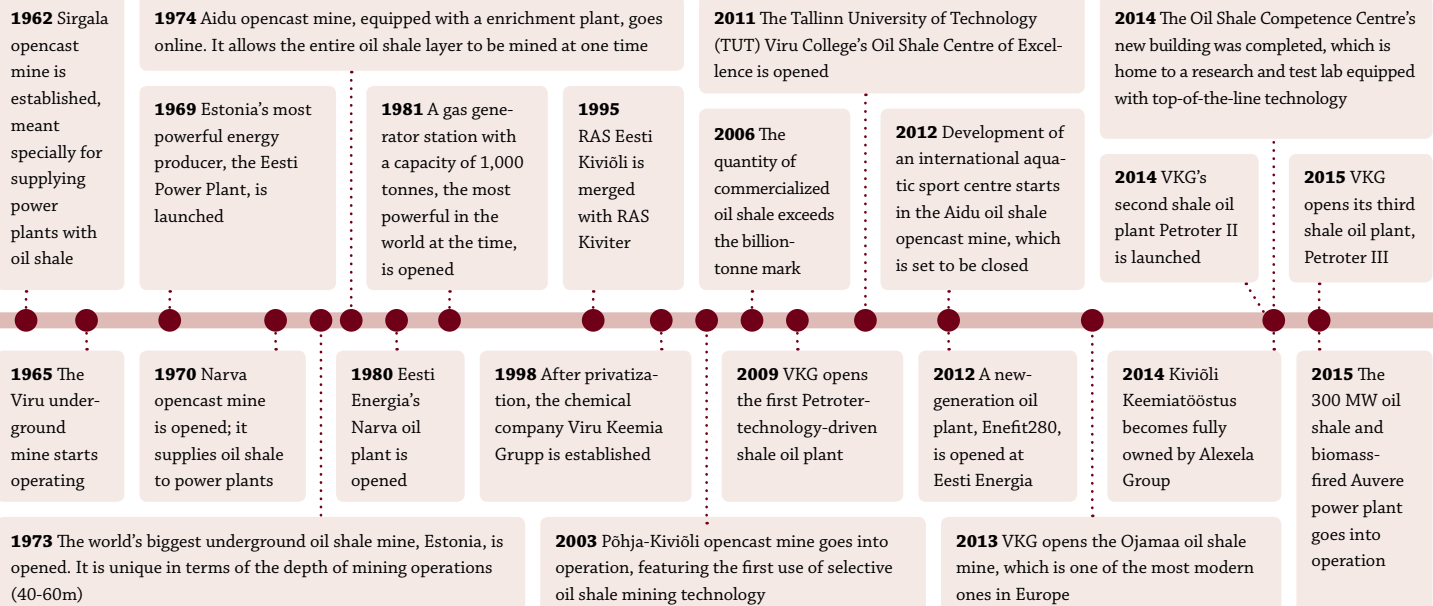 1962 Sirgala
opencast
mine is
established,
meant
specially for
supplying
power
plants with
oil shale
1974 Aidu opencast mine, equipped with a enrichment plant, goes
online. It allows the entire oil shale layer to be mined at one time
1969 Estonia’s most
powerful energy
producer, the Eesti
Power Plant, is
launched
1981 A gas gene-
rator station with
a capacity of 1,000
tonnes, the most
powerful in the
world at the time,
is opened
1995
RAS Eesti
Kiviõli is
merged
with RAS
Kiviter
2011 The Tallinn University of Technology
(TUT) Viru College’s Oil Shale Centre of Excel-
lence is opened
2006 The
quantity of
commercialized
oil shale exceeds
the billion-
tonne mark
2012 Development of
an international aqua-
tic sport centre starts
in the Aidu oil shale
opencast mine, which
is set to be closed
2014 The Oil Shale Competence Centre’s
new building was completed, which is
home to a research and test lab equipped
with top-of-the-line technology
2014 VKG’s
second shale oil
plant Petroter II
is launched
2015 VKG
opens its third
shale oil plant,
Petroter III
1965 The
Viru under-
ground
mine starts
operating
1970 Narva
opencast mine
is opened; it
supplies oil shale
to power plants
1980 Eesti
Energia’s
Narva oil
plant is
opened
1998 After privatiza-
tion, the chemical
company Viru Keemia
Grupp is established
2009 VKG opens
the first Petroter-
technology-driven
shale oil plant
2012 A new-
generation oil
plant, Enefit280,
is opened at
Eesti Energia
2014 Kiviõli
Keemiatööstus
becomes fully
owned by Alexela
Group
2015 The
300 MW oil
shale and
biomass-
fired Auvere
power plant
goes into
operation
1973 The world’s biggest underground oil shale mine, Estonia, is
opened. It is unique in terms of the depth of mining operations
(40-60m)
2003 Põhja-Kiviõli opencast mine goes into
operation, featuring the first use of selective
oil shale mining technology
2013 VKG opens the Ojamaa oil shale
mine, which is one of the most modern
ones in Europe